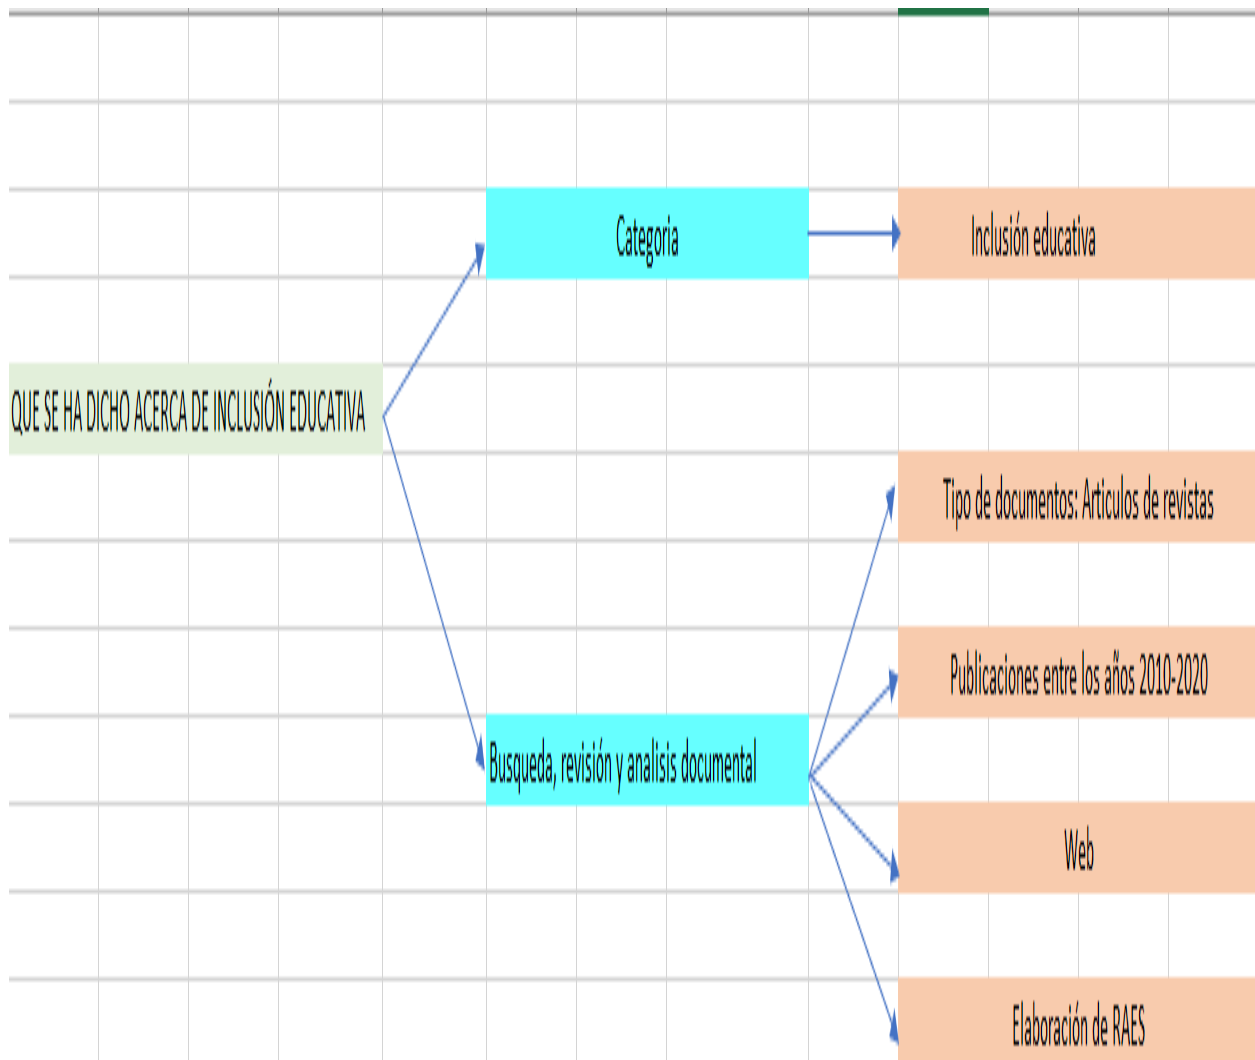 Categoria
Inclusión educativa
QUE SE HA DICHO ACERCA DE INCLUSIÓN EDUCATIVA
Tipo de documentos: Articulos de revistas
Publicaciones entre los años 2010-2020
Busqueda, revisión y analisis documental
Web
Elaboración de RAES